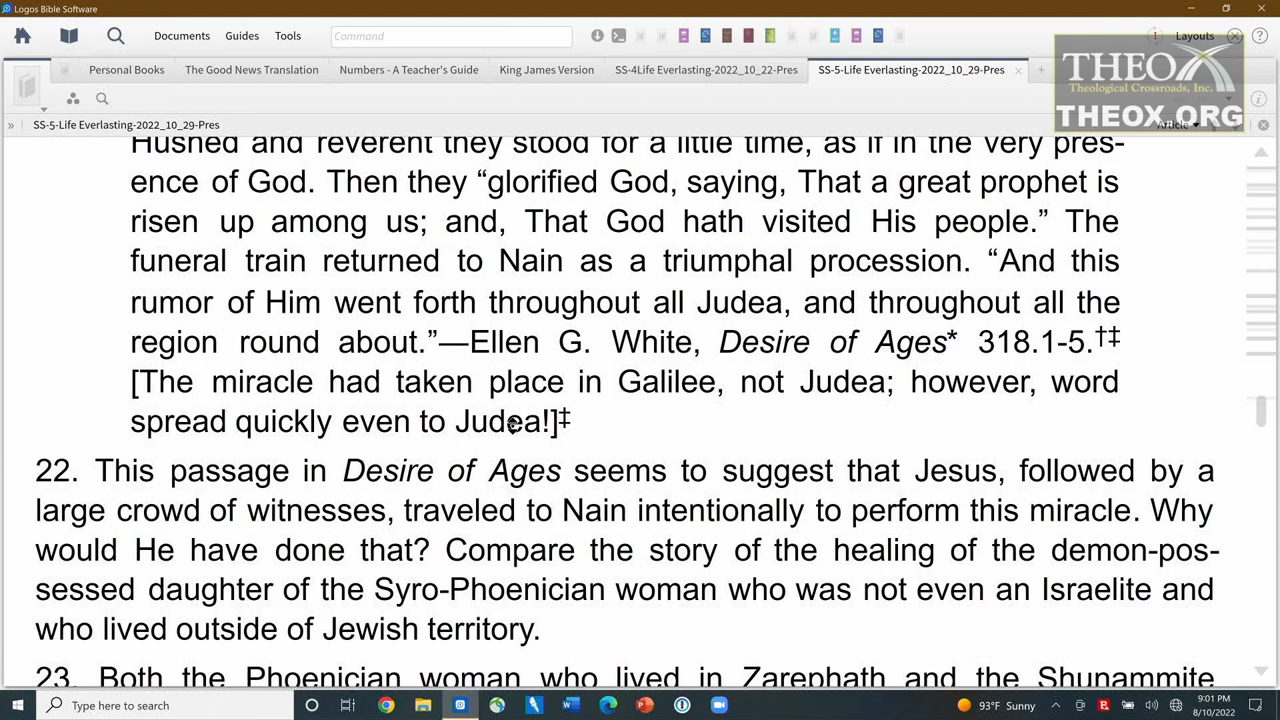 Logos Bible Software
Documents Guides Tools Command Layouts
Personal Books The Good News Translation Numbers - A Teacher's Guide King James Version SS-4Life Everlasting-2022_10_22-Pres SS-5-Life Everlasting-2022_10_29-Pres
THEOX
Theological Crossroads, Inc.
THEOX.ORG
SS-5-Life Everlasting-2022_10_29-Pres Article
Hushed and reverent they stood for a little time, as if in the very pres-
ence of God. Then they “glorified God, saying, That a great prophet is
risen up among us; and, That God hath visited His people.” The
funeral train returned to Nain as a triumphal procession. “And this
rumor of Him went forth throughout all Judea, and throughout all the
region round about.”—Ellen G. White, Desire of Ages* 318.1-5.†‡
[The miracle had taken place in Galilee, not Judea; however, word
spread quickly even to Judea!]‡
22. This passage in Desire of Ages seems to suggest that Jesus, followed by a
large crowd of witnesses, traveled to Nain intentionally to perform this miracle. Why
would He have done that? Compare the story of the healing of the demon-pos-
sessed daughter of the Syro-Phoenician woman who was not even an Israelite and
who lived outside of Jewish territory.
23. Both the Phoenician woman who lived in Zarephath and the Shunammite
Type here to search 93°F Sunny 9:01 PM
8/10/2022